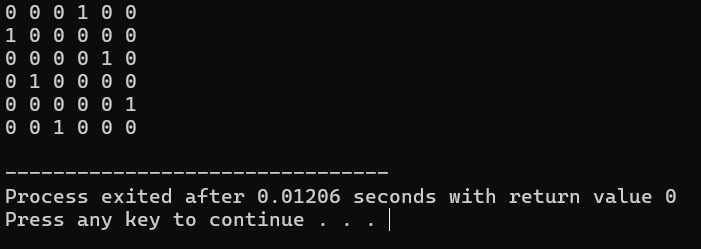 0 0 0 1 0 0
1 0 0 0 0 0
0 0 0 0 1 0
0 1 0 0 0 0
0 0 0 0 0 1
0 0 1 0 0 0
--------------------------------
Process exited after 0.01206 seconds with return value 0
Press any key to continue . . .